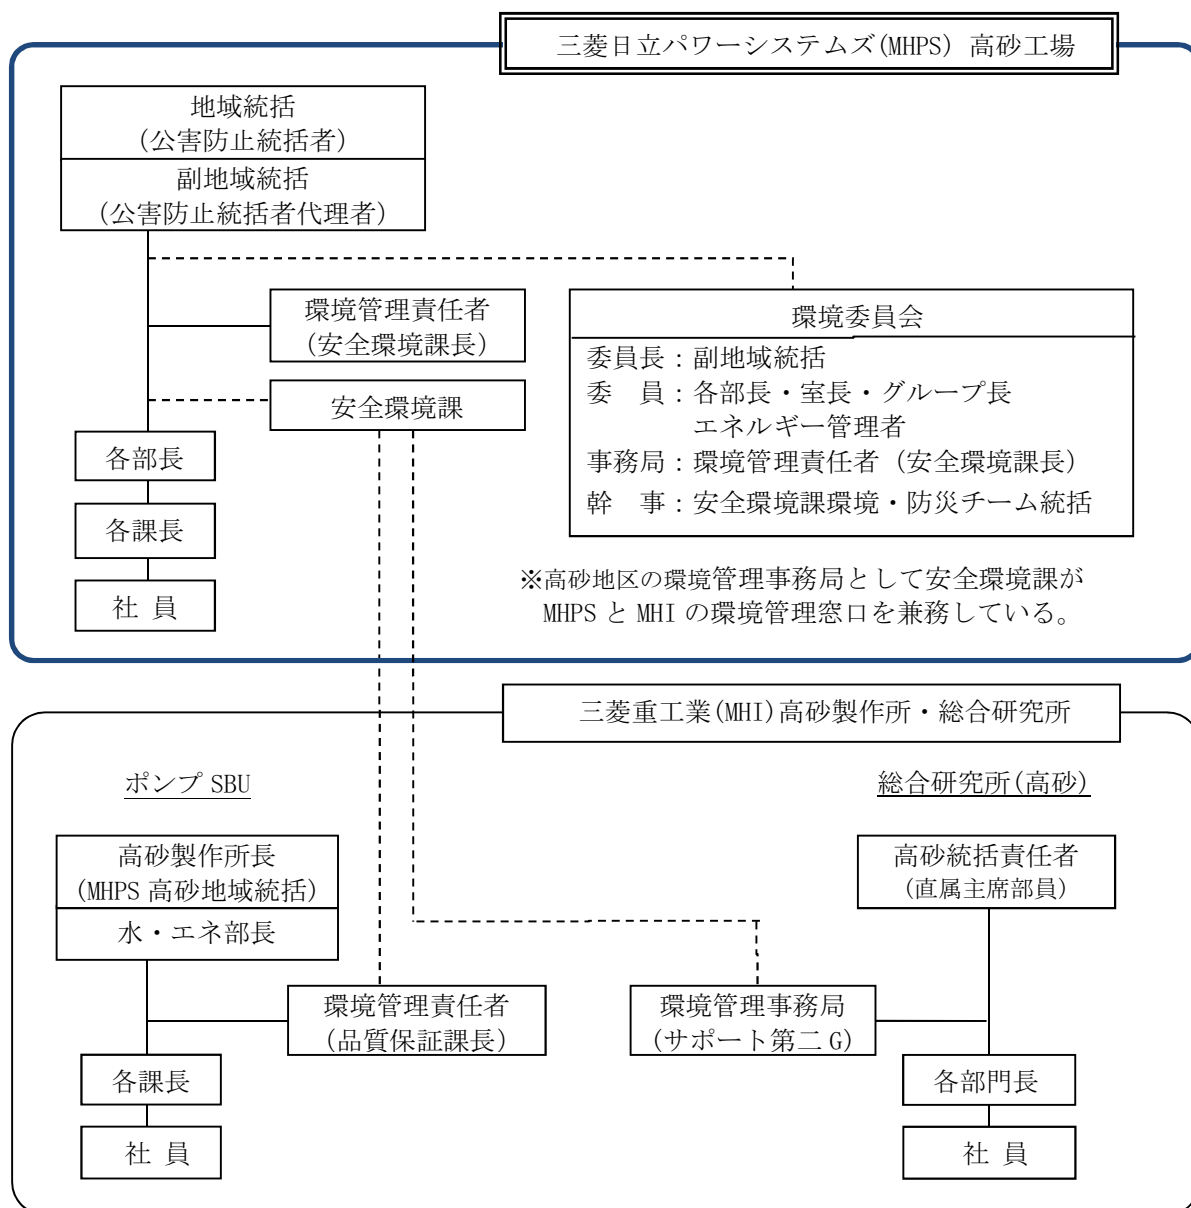 三菱日立パワーシステムズ(MHPS) 高砂工場
地域統括
(公害防止統括者)
副地域統括
(公害防止統括者代理者)
環境管理責任者
(安全環境課長)
安全環境課
各部長
各課長
社 員
環境委員会
委員長：副地域統括
委　員：各部長・室長・グループ長
エネルギー管理者
事務局：環境管理責任者（安全環境課長）
幹　事：安全環境課環境・防災チーム統括
※高砂地区の環境管理事務局として安全環境課が
MHPS と MHI の環境管理窓口を兼務している。
三菱重工業(MHI)高砂製作所・総合研究所
ポンプ SBU
高砂製作所長
(MHPS 高砂地域統括)
水・エネ部長
環境管理責任者
(品質保証課長)
各課長
社 員
総合研究所(高砂)
高砂統括責任者
(直属主席部員)
環境管理事務局
(サポート第二 G)
各部門長
社 員